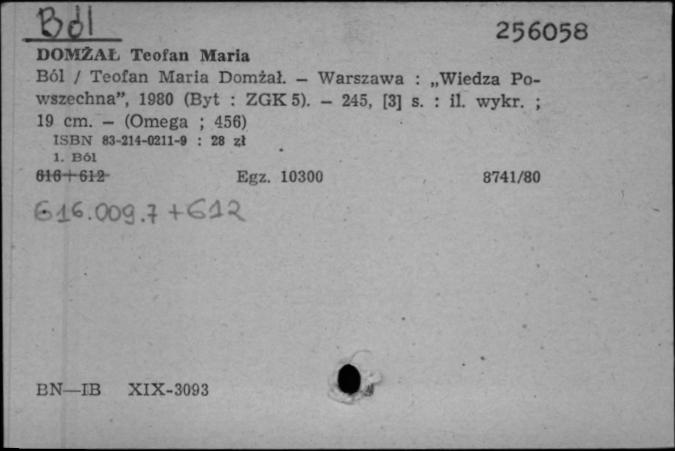 Ból 256058
DOMŻAŁ Teofan Maria
Ból / Teofan Maria Domżał. — Warszawa : „Wiedza Po-
wszechna”, 1980 (Byt : ZGK 5). — 245, [3] s. : il. wykr. ;
19 cm. — (Omega ; 456)
ISBN 83-214-0211-9 : 28 zł
1. Ból
616+612 Egz. 10300 8741/80
616.009.7+612
BN—IB XIX-3093